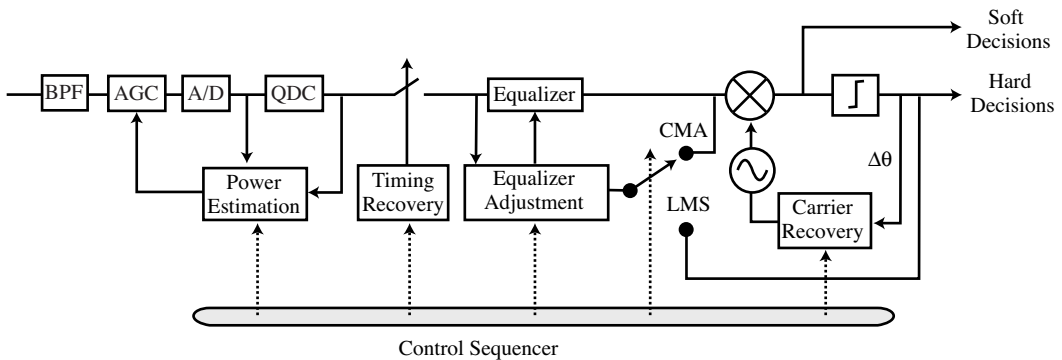 Soft
Decisions
BPF
AGC
A/D
QDC
Equalizer
Hard
Decisions
CMA
Δθ
Power
Estimation
Timing
Recovery
Equalizer
Adjustment
LMS
Carrier
Recovery
Control Sequencer